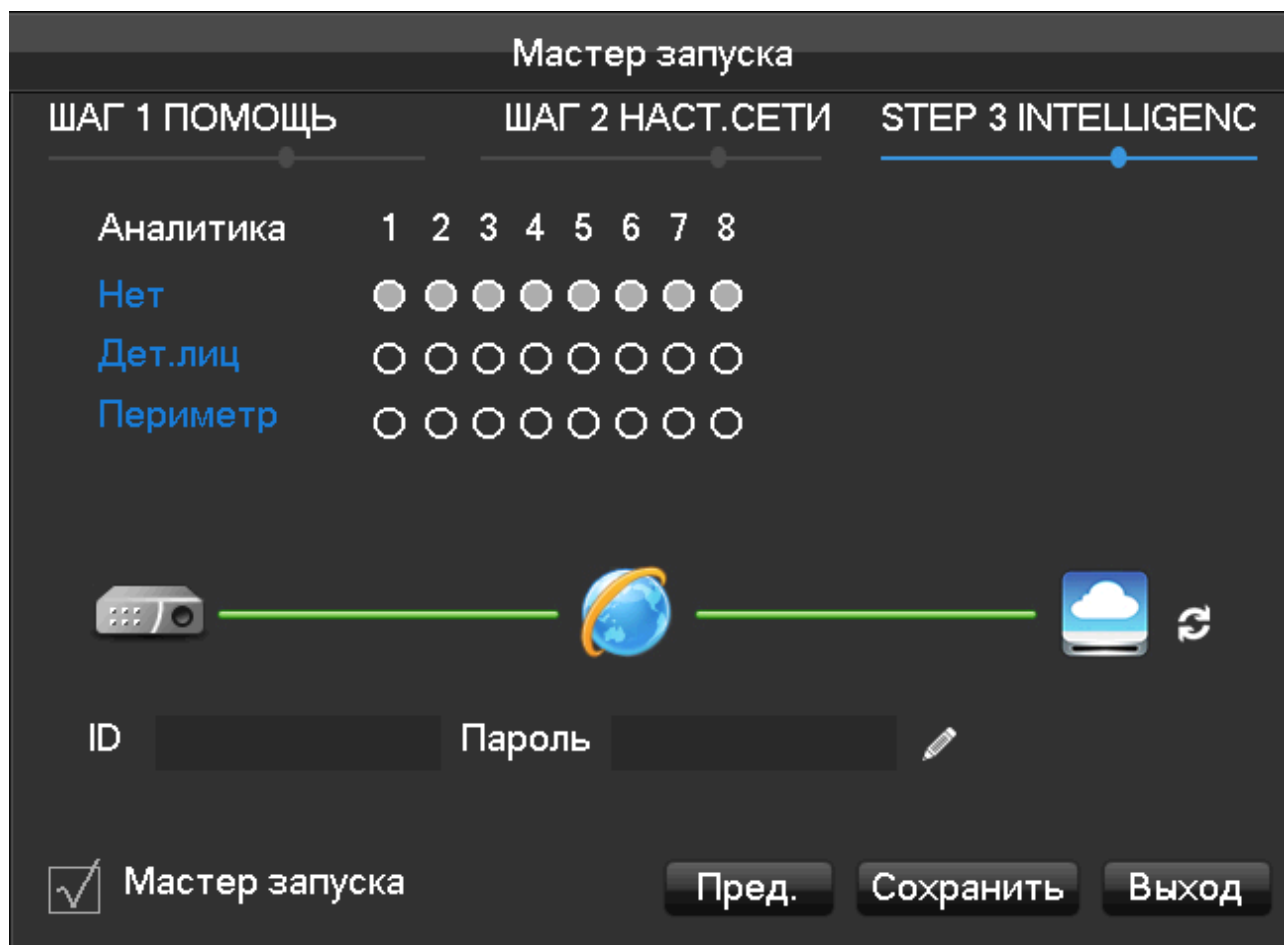 Мастер запуска
ШАГ 1 ПОМОЩЬ ШАГ 2 НАСТ.СЕТИ STEP 3 INTELLIGENC
Аналитика 1 2 3 4 5 6 7 8
Нет
Дет.лиц
Периметр
ID Пароль
Мастер запуска Пред. Сохранить Выход